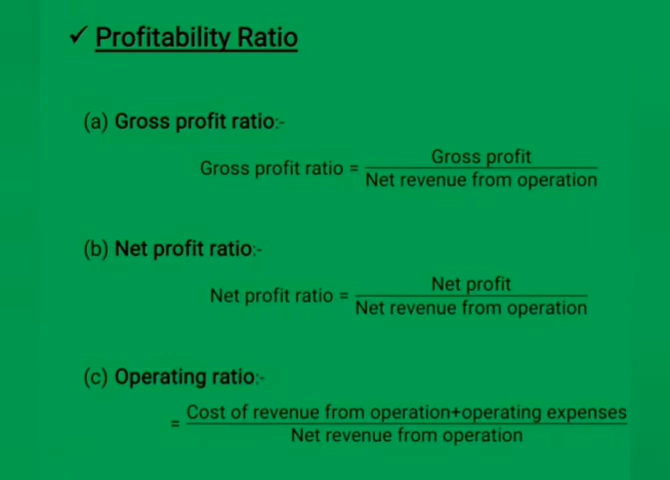 ✓ Profitability Ratio
(a) Gross profit ratio:-
Gross profit ratio = Gross profit
Net revenue from operation
(b) Net profit ratio:-
Net profit ratio = Net profit
Net revenue from operation
(c) Operating ratio:-
= Cost of revenue from operation+operating expenses
Net revenue from operation